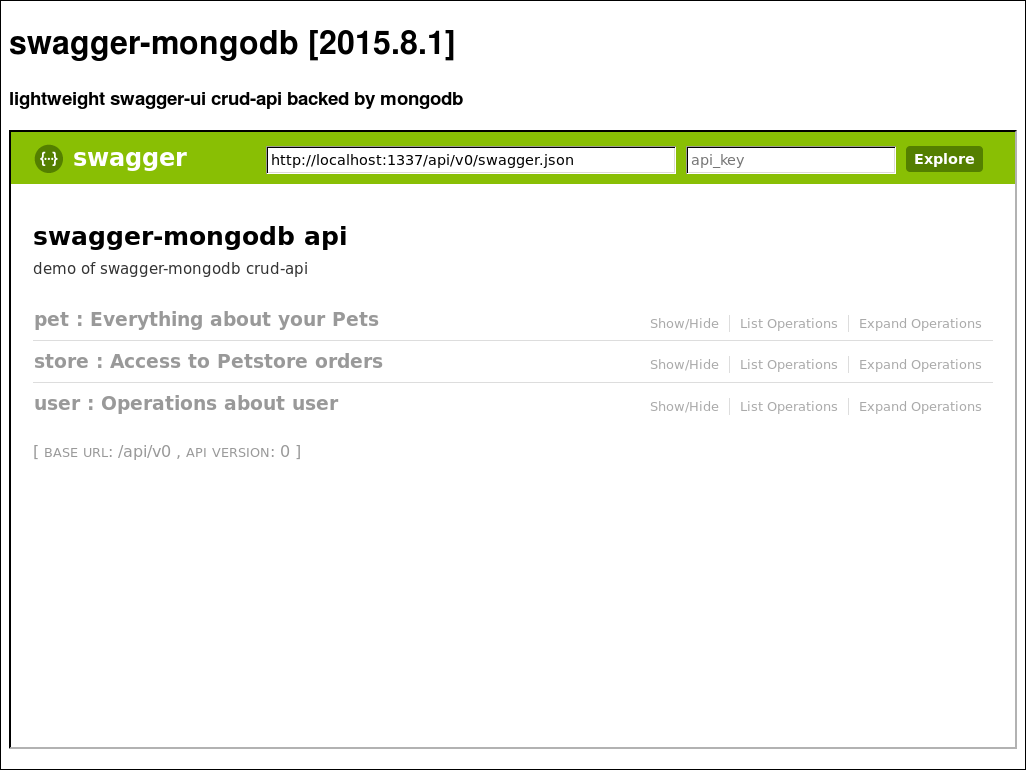 swagger-mongodb [2015.8.1]
lightweight swagger-ui crud-api backed by mongodb
{···} swagger http://localhost:1337/api/v0/swagger.json api_key Explore
swagger-mongodb api
demo of swagger-mongodb crud-api
pet : Everything about your Pets Show/Hide List Operations Expand Operations
store : Access to Petstore orders Show/Hide List Operations Expand Operations
user : Operations about user Show/Hide List Operations Expand Operations
[ BASE URL: /api/v0 , API VERSION: 0 ]